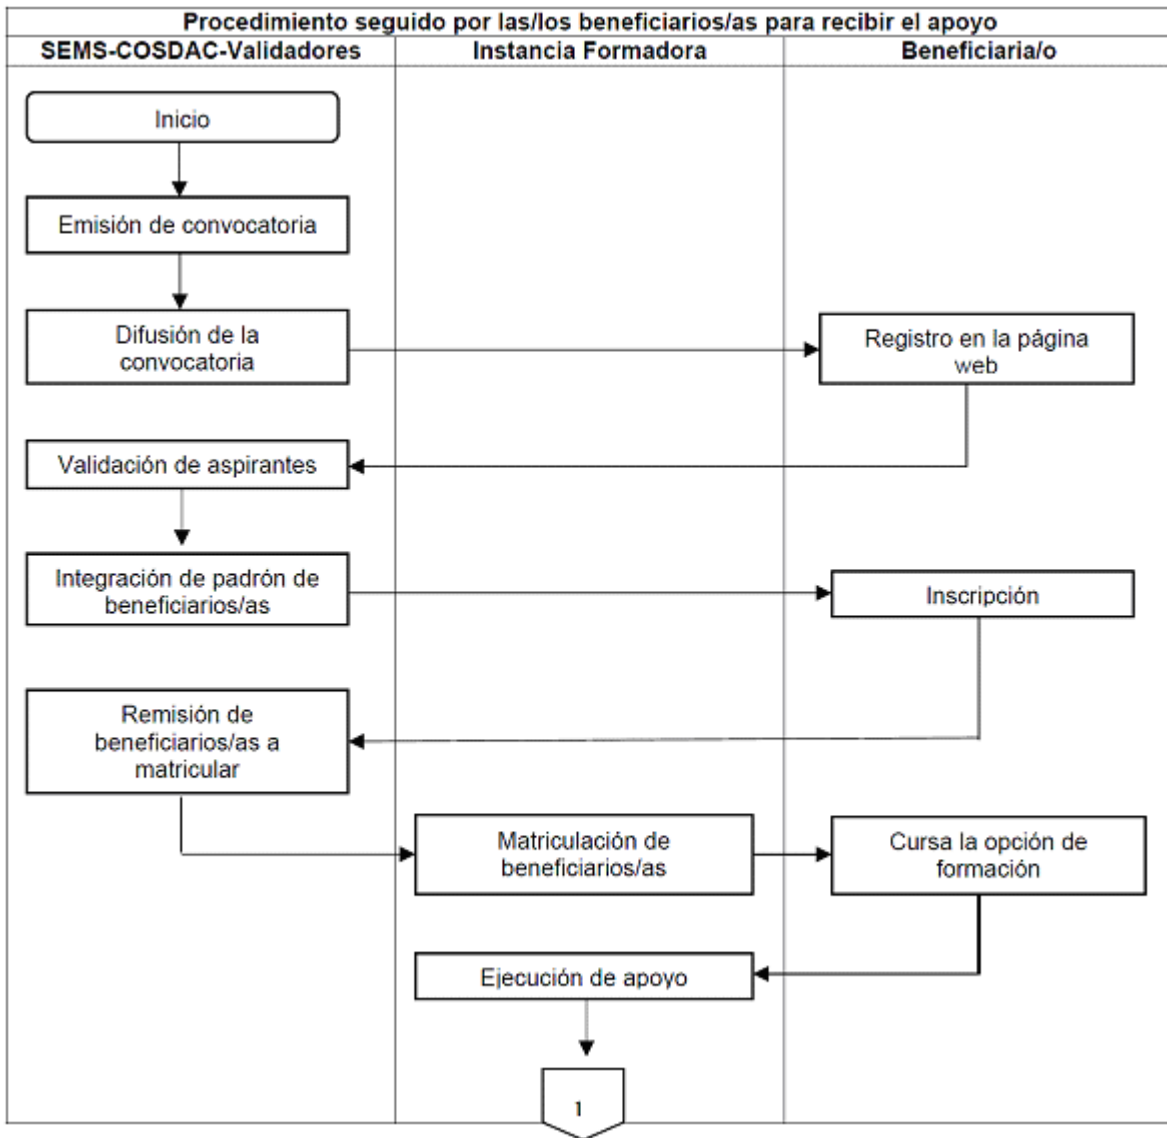 Procedimiento seguido por las/los beneficiarios/as para recibir el apoyo
SEMS-COSDAC-Validadores
Instancia Formadora
Beneficiaria/o
Inicio
Emisión de convocatoria
Difusión de la
convocatoria
Registro en la página
web
Validación de aspirantes
Integración de padrón de
beneficiarios/as
Inscripción
Remisión de
beneficiarios/as a
matricular
Matriculación de
beneficiarios/as
Cursa la opción de
formación
Ejecución de apoyo
1